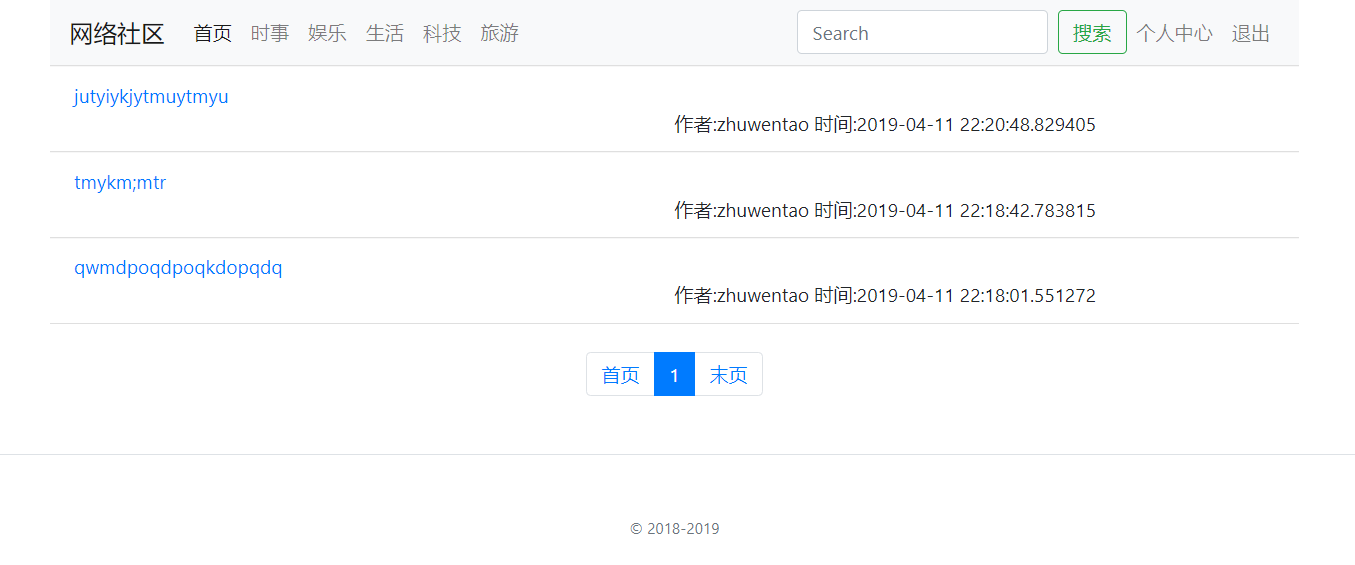 网络社区 首页 时事 娱乐 生活 科技 旅游 Search 搜索 个人中心 退出
jutyiykjytmuytmyu
作者:zhuwentao 时间:2019-04-11 22:20:48.829405
tmykm;mtr
作者:zhuwentao 时间:2019-04-11 22:18:42.783815
qwmdpoqdpoqkdopqdq
作者:zhuwentao 时间:2019-04-11 22:18:01.551272
首页 1 末页
© 2018-2019